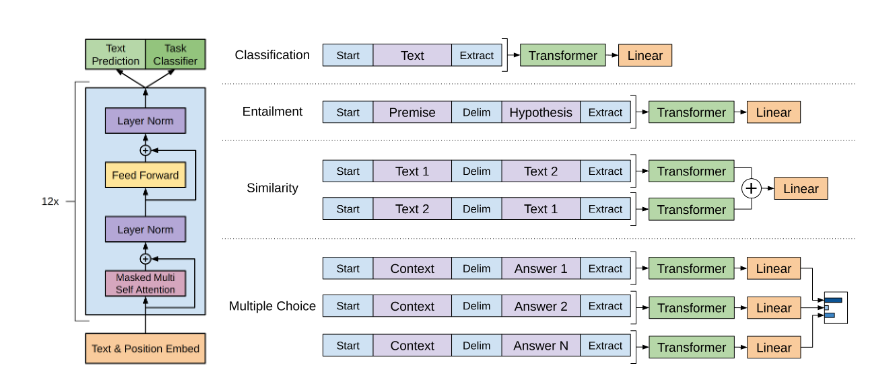 Text Prediction
Task Classifier
12x
Layer Norm
+
Feed Forward
Layer Norm
+
Masked Multi
Self Attention
Text & Position Embed
Classification Start Text Extract Transformer Linear
Entailment Start Premise Delim Hypothesis Extract Transformer Linear
Similarity
Start Text 1 Delim Text 2 Extract Transformer
+ Linear
Start Text 2 Delim Text 1 Extract Transformer
Multiple Choice
Start Context Delim Answer 1 Extract Transformer Linear
Start Context Delim Answer 2 Extract Transformer Linear
Start Context Delim Answer N Extract Transformer Linear